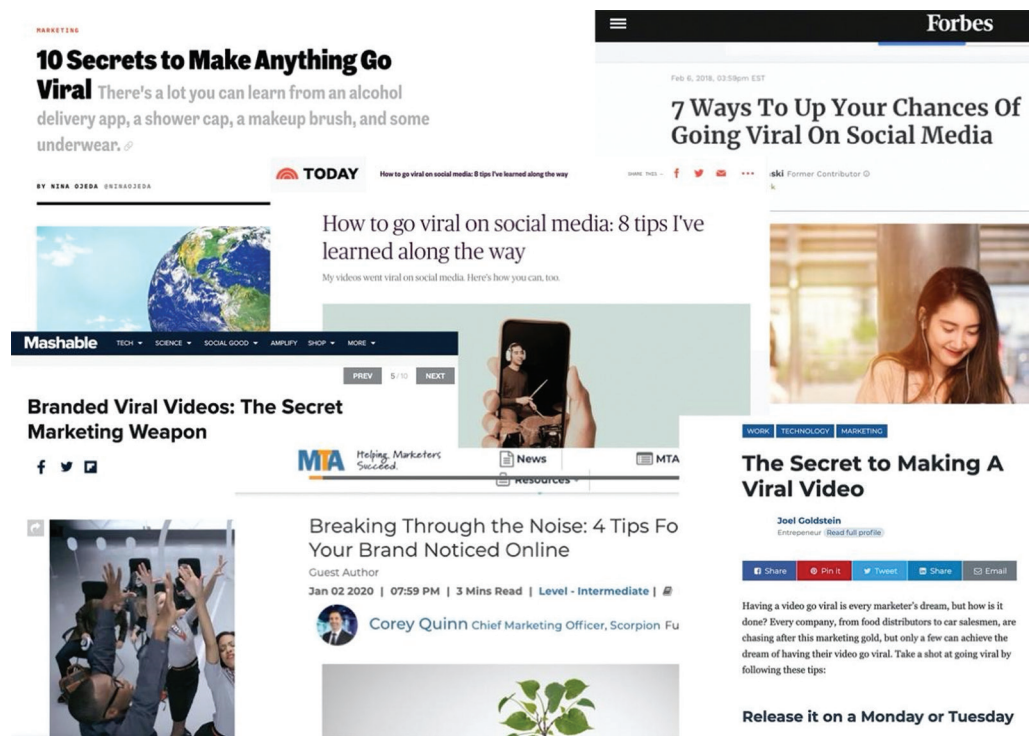 MARKETING
10 Secrets to Make Anything Go
Viral There's a lot you can learn from an alcohol
delivery app, a shower cap, a makeup brush, and some
underwear.
BY NINA OJEDA @NINAOJEDA
Forbes
Feb 6, 2018, 03:59pm EST
7 Ways To Up Your Chances Of
Going Viral On Social Media
ski Former Contributor
TODAY
How to go viral on social media: 8 tips I've learned along the way
SHARE THIS –
How to go viral on social media: 8 tips I've
learned along the way
My videos went viral on social media. Here's how you can, too.
Mashable
TECH SCIENCE SOCIAL GOOD AMPLIFY SHOP MORE
PREV 5/10 NEXT
Branded Viral Videos: The Secret
Marketing Weapon
MTA
Helping Marketers
Succeed.
News
MTA
Resources
Breaking Through the Noise: 4 Tips Fo
Your Brand Noticed Online
Guest Author
Jan 02 2020 | 07:59 PM | 3 Mins Read | Level - Intermediate |
Corey Quinn Chief Marketing Officer, Scorpion Fu
WORK TECHNOLOGY MARKETING
The Secret to Making A
Viral Video
Joel Goldstein
Entrepeneur Read full profile
Share Pin it Tweet Share Email
Having a video go viral is every marketer's dream, but how is it
done? Every company, from food distributors to car salesmen, are
chasing after this marketing gold, but only a few can achieve the
dream of having their video go viral. Take a shot at going viral by
following these tips:
Release it on a Monday or Tuesday